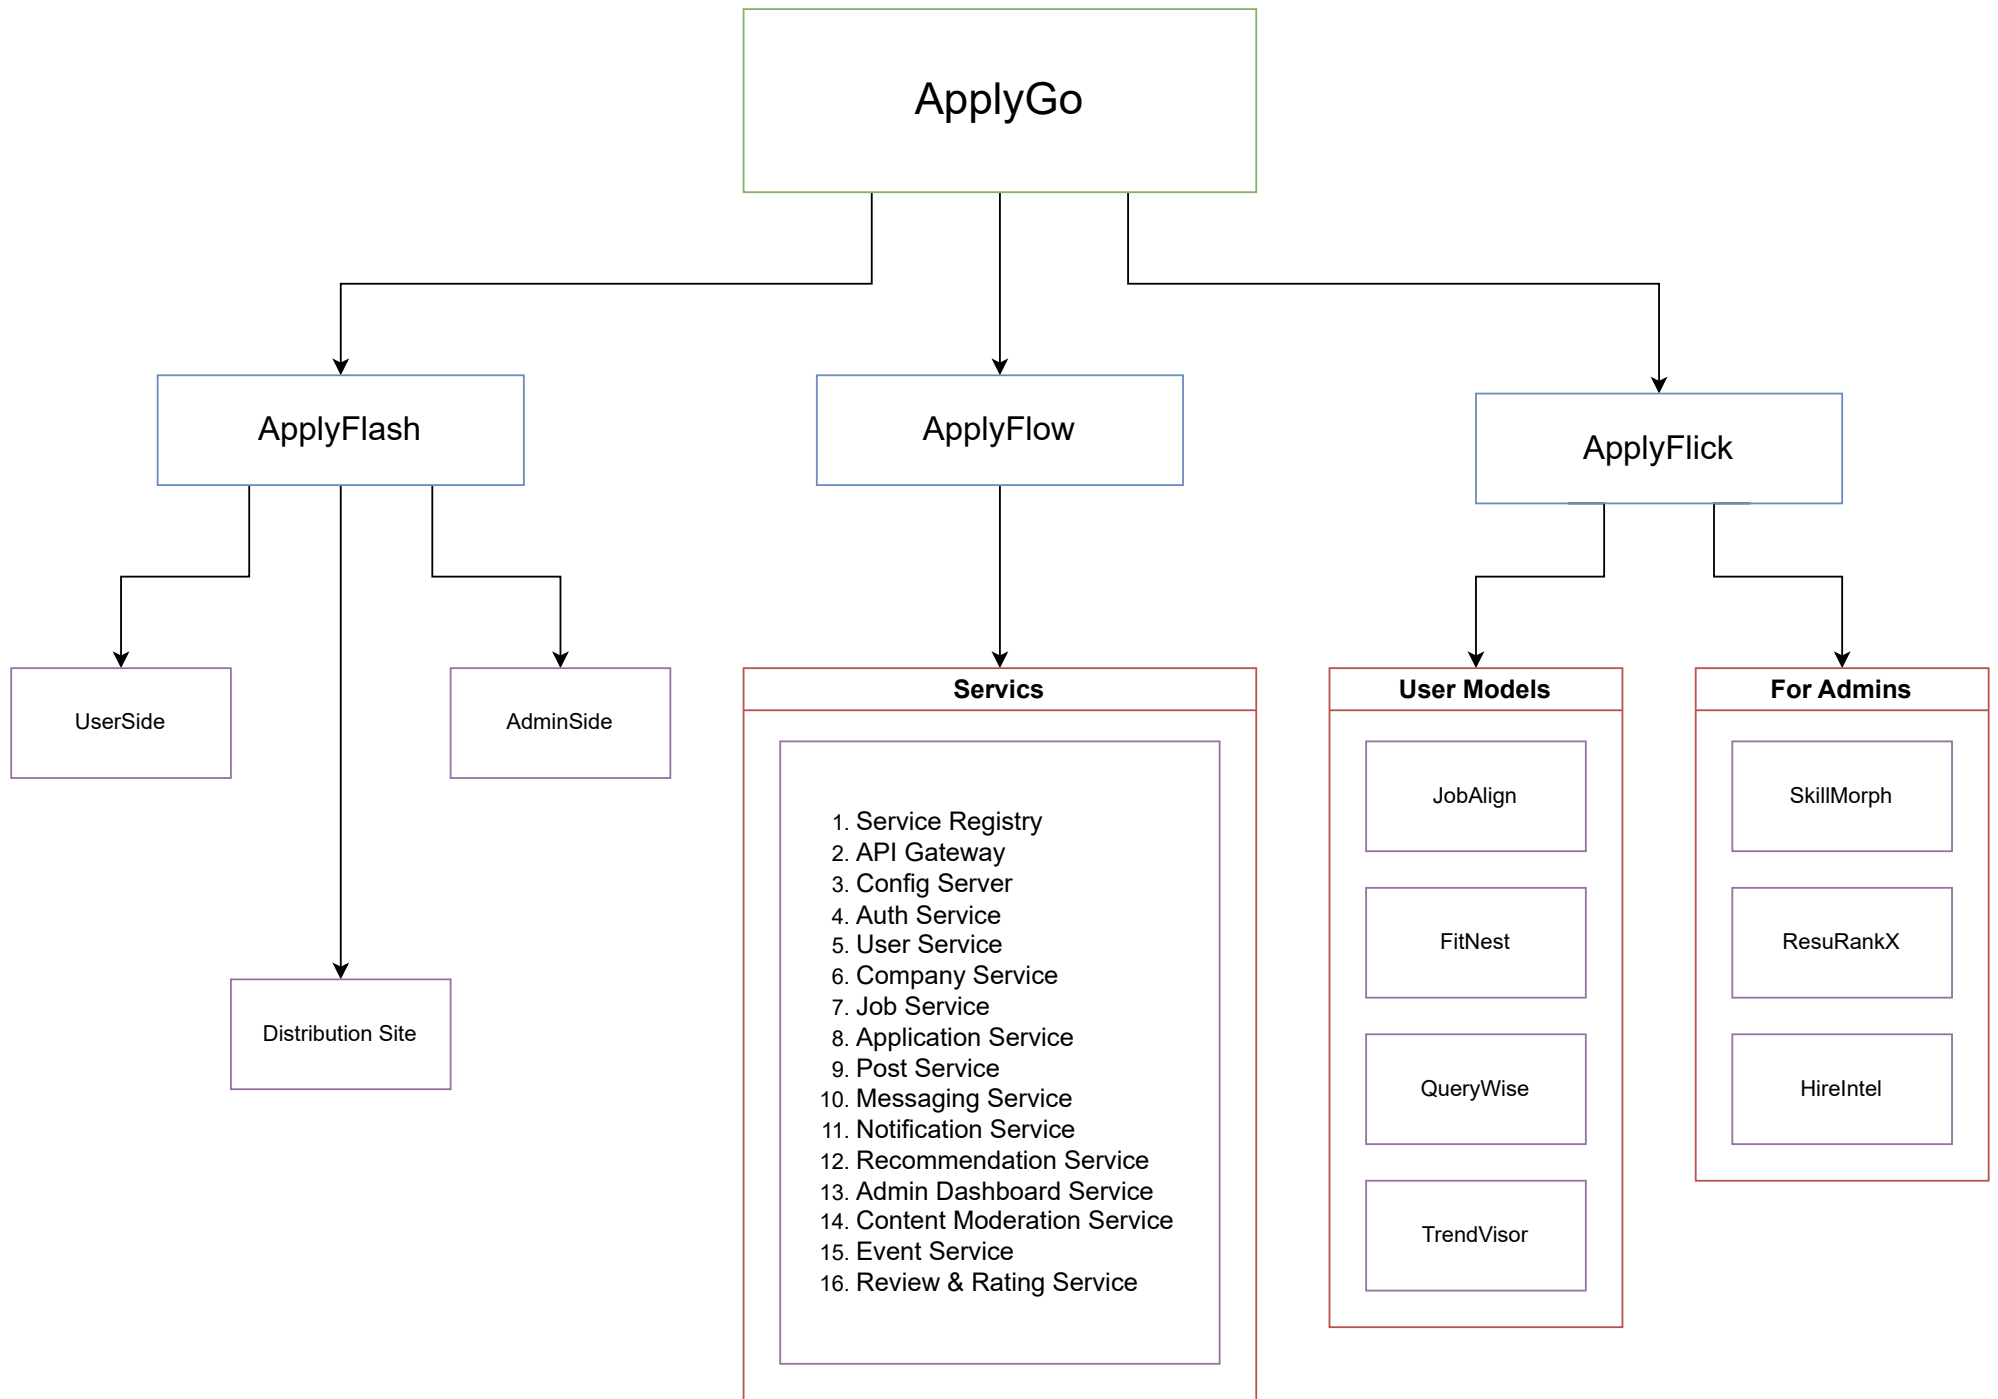 ApplyGo
ApplyFlash
ApplyFlow
ApplyFlick
UserSide
AdminSide
Distribution Site
Servics
1. Service Registry
2. API Gateway
3. Config Server
4. Auth Service
5. User Service
6. Company Service
7. Job Service
8. Application Service
9. Post Service
10. Messaging Service
11. Notification Service
12. Recommendation Service
13. Admin Dashboard Service
14. Content Moderation Service
15. Event Service
16. Review & Rating Service
User Models
JobAlign
FitNest
QueryWise
TrendVisor
For Admins
SkillMorph
ResuRankX
HireIntel